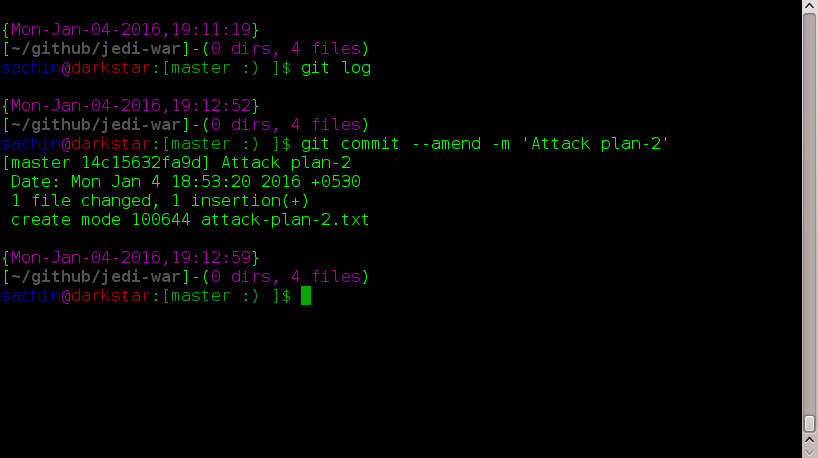 {Mon-Jan-04-2016,19:11:19}
[~/github/jedi-war]-(0 dirs, 4 files)
sachin@darkstar:[master :) ]$ git log
{Mon-Jan-04-2016,19:12:52}
[~/github/jedi-war]-(0 dirs, 4 files)
sachin@darkstar:[master :) ]$ git commit --amend -m 'Attack plan-2'
[master 14c15632fa9d] Attack plan-2
Date: Mon Jan 4 18:53:20 2016 +0530
1 file changed, 1 insertion(+)
create mode 100644 attack-plan-2.txt
{Mon-Jan-04-2016,19:12:59}
[~/github/jedi-war]-(0 dirs, 4 files)
sachin@darkstar:[master :) ]$